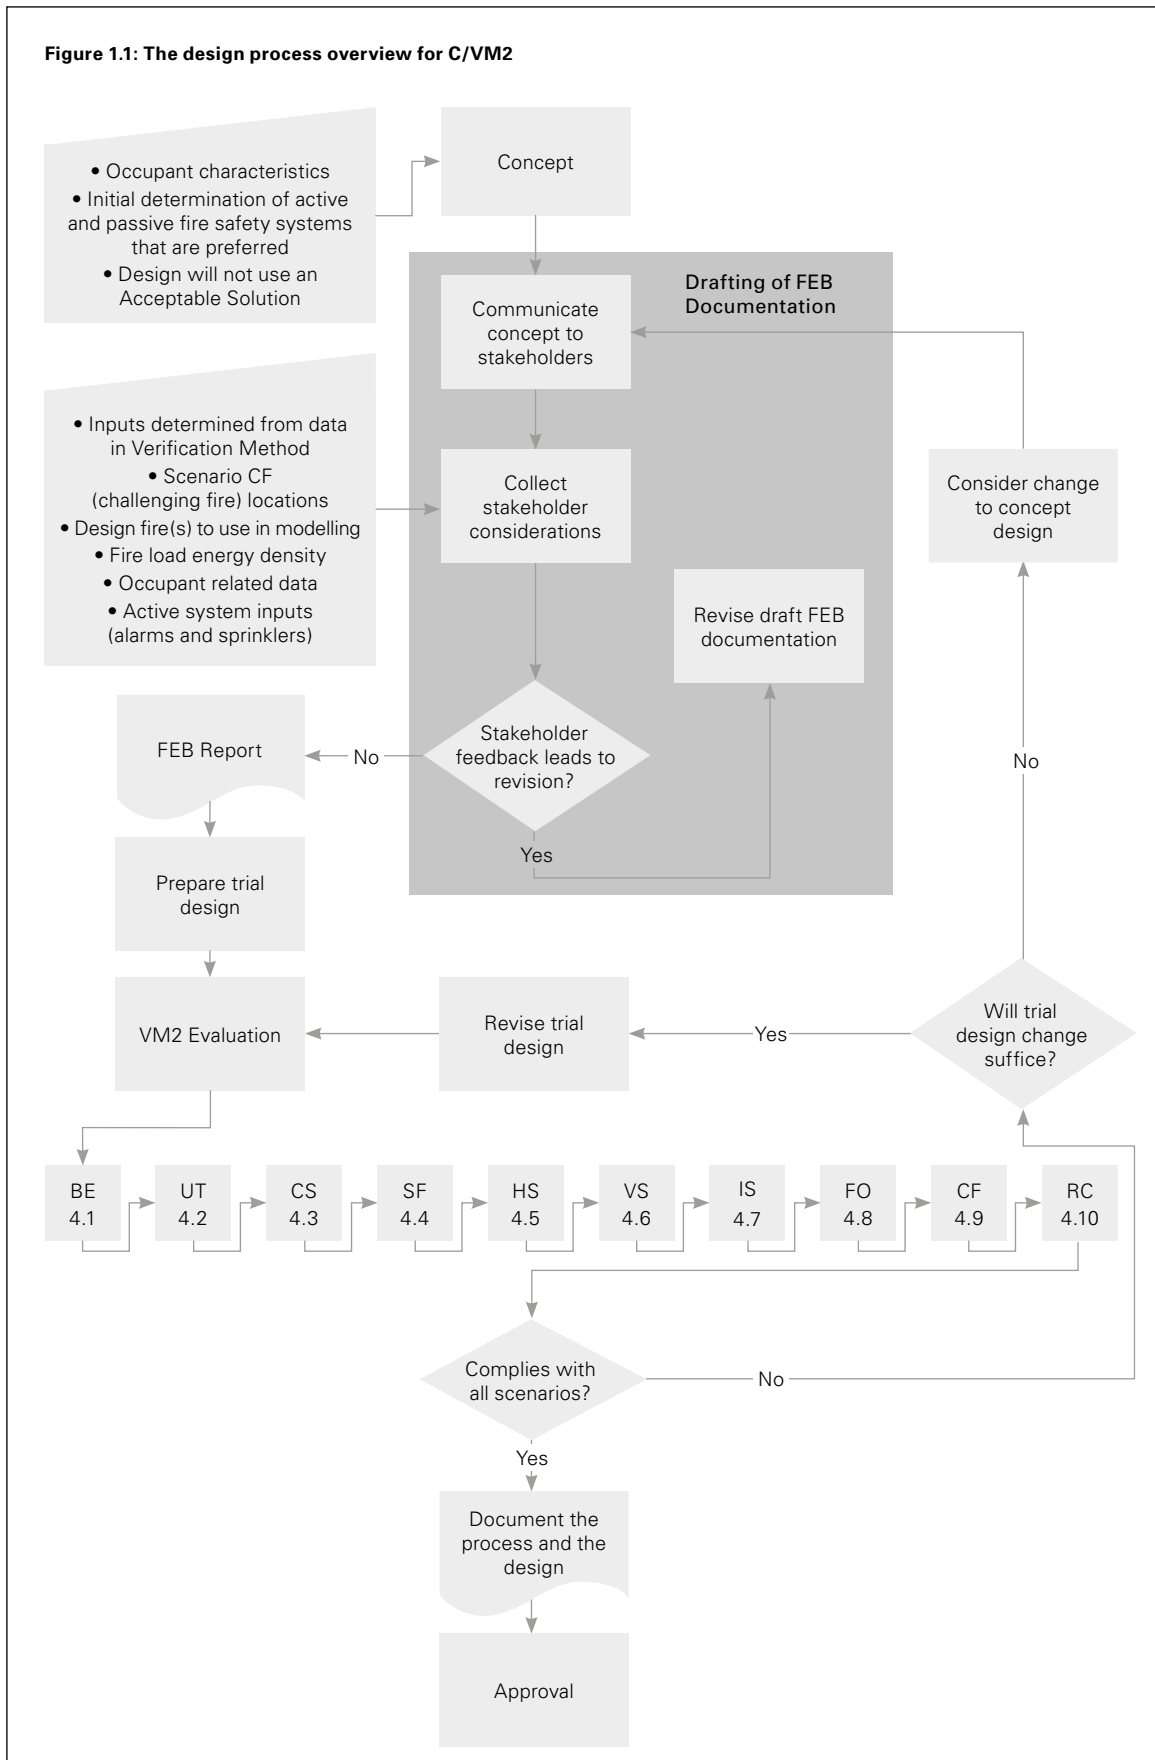 Figure 1.1: The design process overview for C/VM2
• Occupant characteristics
• Initial determination of active
and passive fire safety systems
that are preferred
• Design will not use an
Acceptable Solution
Concept
Drafting of FEB
Documentation
Communicate
concept to
stakeholders
• Inputs determined from data
in Verification Method
• Scenario CF
(challenging fire) locations
• Design fire(s) to use in modelling
• Fire load energy density
• Occupant related data
• Active system inputs
(alarms and sprinklers)
Collect
stakeholder
considerations
Consider change
to concept
design
Revise draft FEB
documentation
Stakeholder
feedback leads to
revision?
No
FEB Report
No
Yes
Prepare trial
design
VM2 Evaluation
Revise trial
design
Yes
Will trial
design change
suffice?
BE
4.1
UT
4.2
CS
4.3
SF
4.4
HS
4.5
VS
4.6
IS
4.7
FO
4.8
CF
4.9
RC
4.10
Complies with
all scenarios?
No
Yes
Document the
process and the
design
Approval